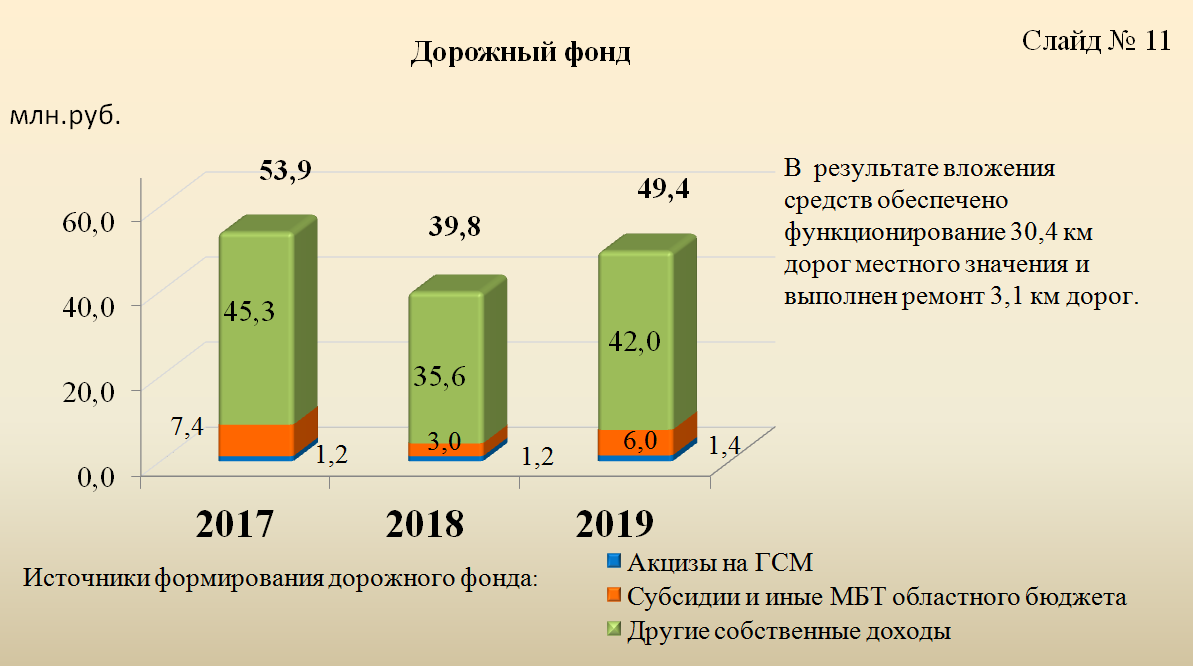 Слайд № 11
Дорожный фонд
млн.руб.
53,9
39,8
49,4
60,0
40,0
20,0
0,0
45,3
7,4
1,2
35,6
3,0
1,2
42,0
6,0
1,4
2017
2018
2019
В результате вложения
средств обеспечено
функционирование 30,4 км
дорог местного значения и
выполнен ремонт 3,1 км дорог.
Источники формирования дорожного фонда:
Акцизы на ГСМ
Субсидии и иные МБТ областного бюджета
Другие собственные доходы